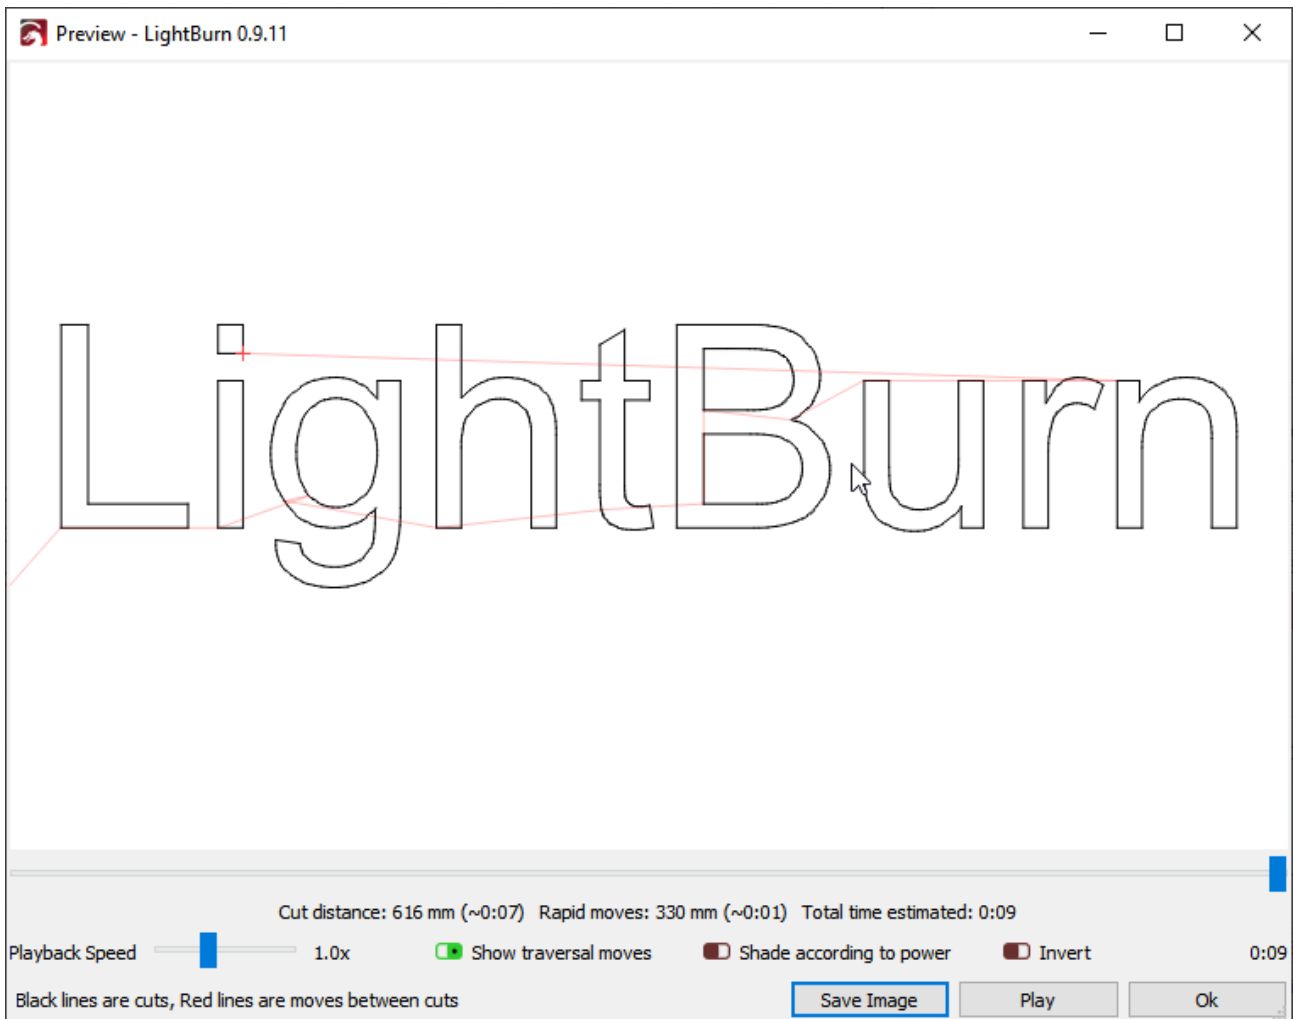 Preview - LightBurn 0.9.11
LightBurn
Cut distance: 616 mm (~0:07) Rapid moves: 330 mm (~0:01) Total time estimated: 0:09
Playback Speed 1.0x Show traversal moves Shade according to power Invert 0:09
Black lines are cuts, Red lines are moves between cuts Save Image Play Ok